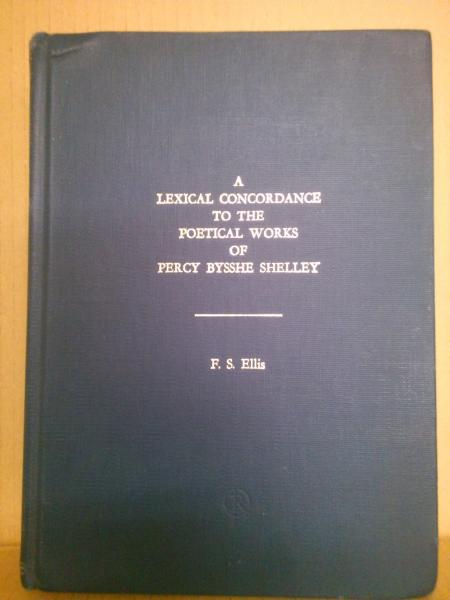 A
LEXICAL CONCORDANCE
TO THE
POETICAL WORKS
OF
PERCY BYSSHE SHELLEY
F. S. Ellis